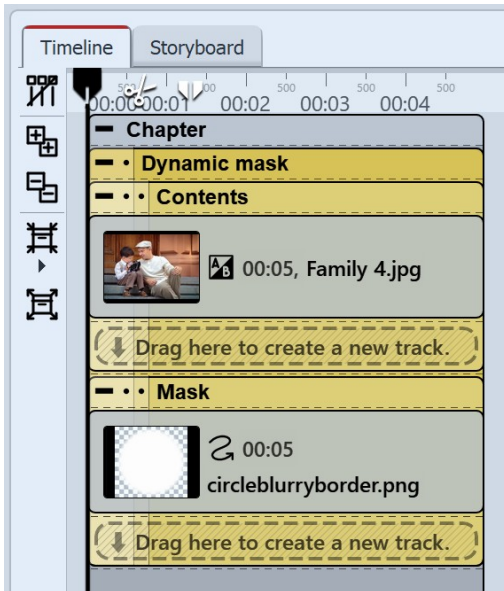 Timeline Storyboard
500 500 500 500
00:00 00:01 00:02 00:03 00:04
Chapter
Dynamic mask
Contents
A/B 00:05, Family 4.jpg
Drag here to create a new track.
Mask
00:05
circleblurryborder.png
Drag here to create a new track.